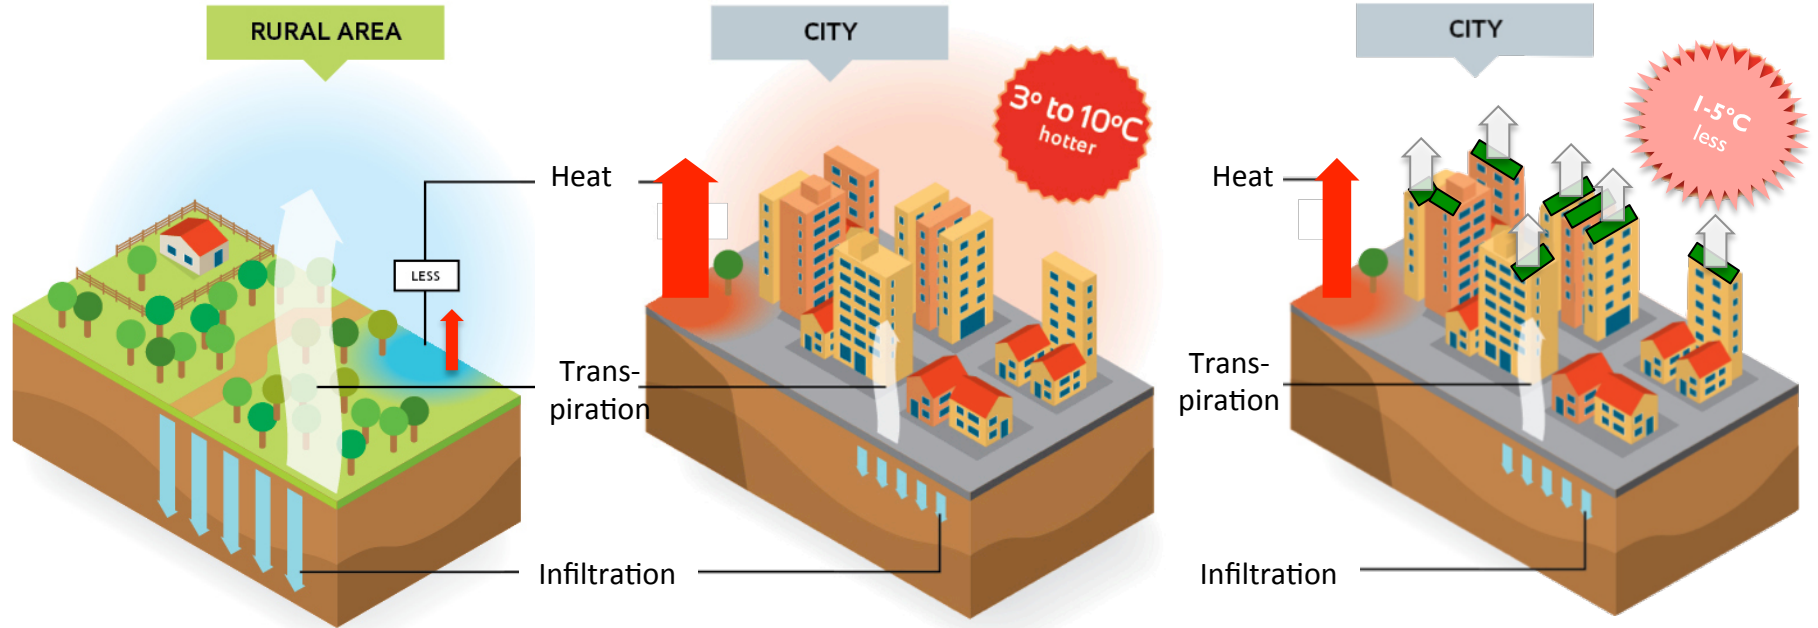 RURAL AREA
CITY
CITY
3° to 10°C
hotter
1-5°C
less
Heat
Heat
LESS
Trans-
piration
Trans-
piration
Infiltration
Infiltration